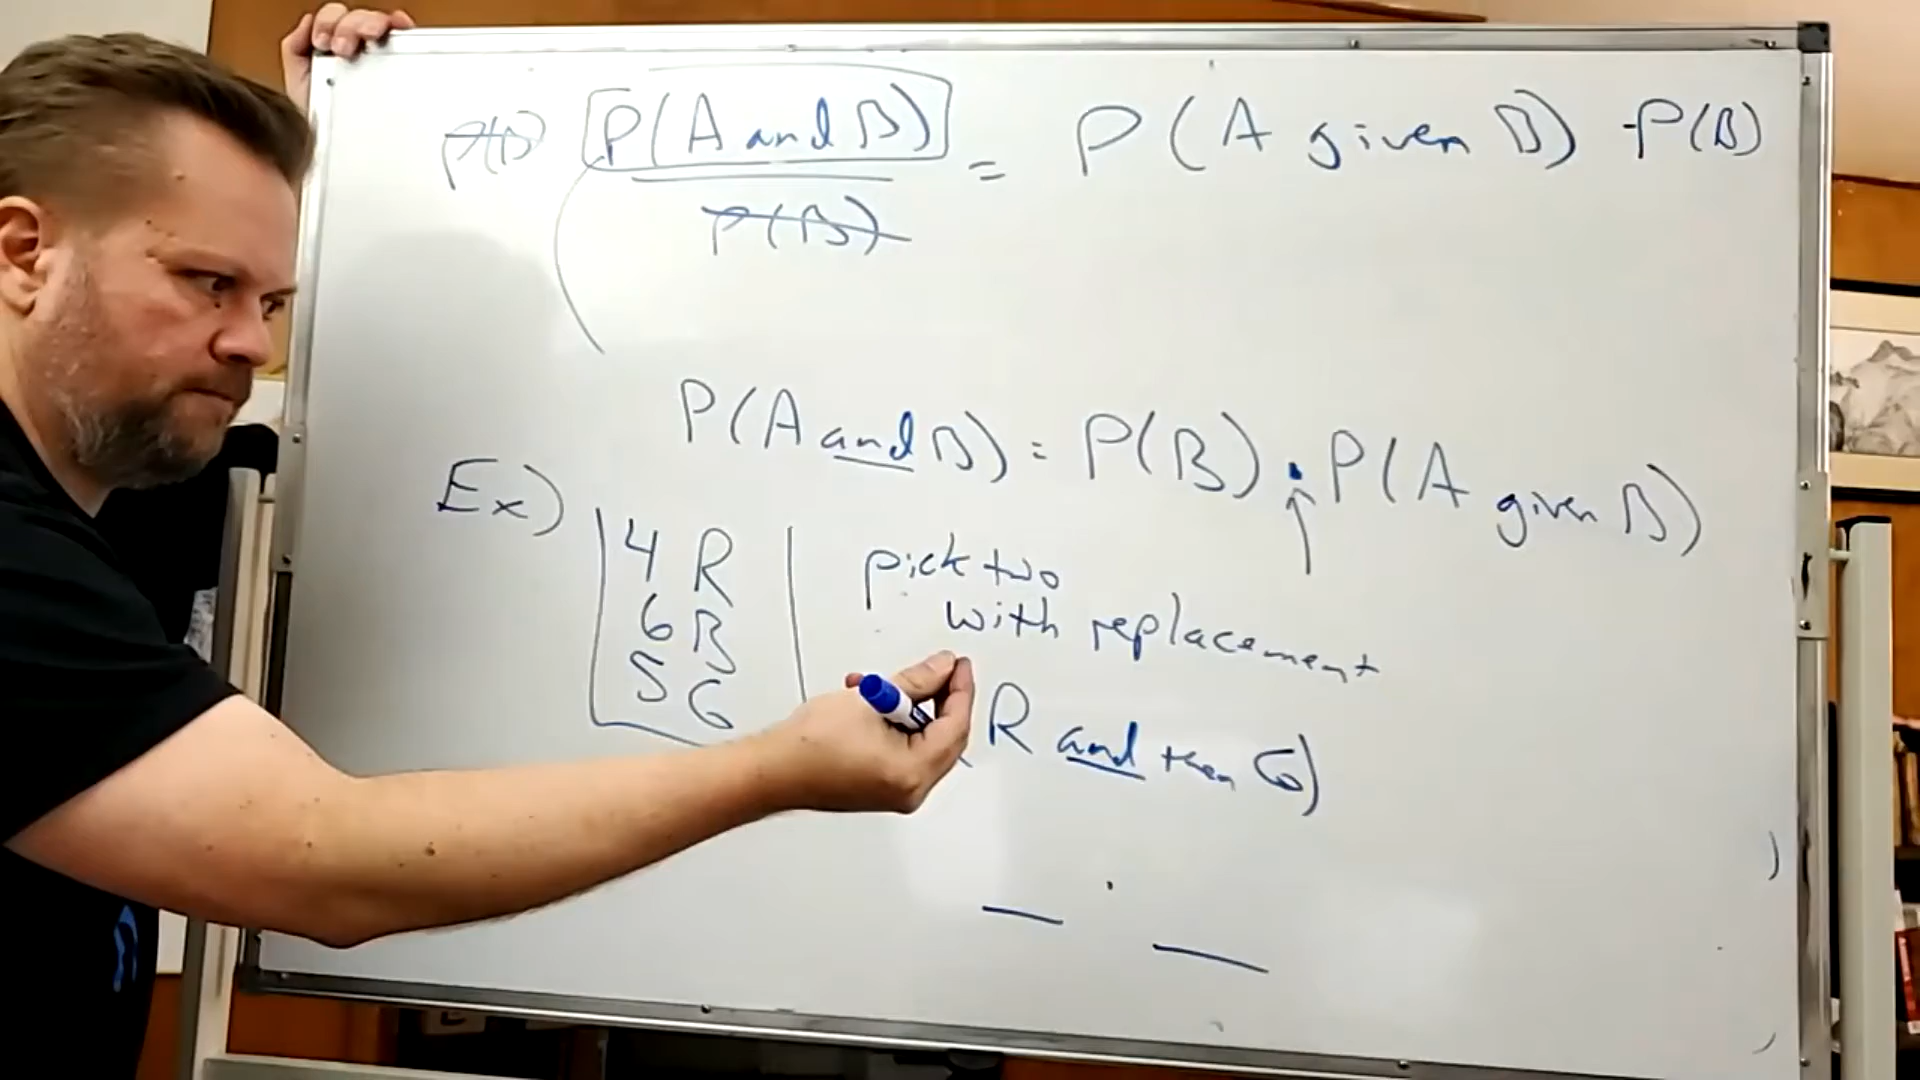 P(B) P(A and B) = P(A given B) · P(B)
P(B)
P(A and B) = P(B) · P(A given B)
Ex)
4 R
6 B
5 G
pick two
with replacement
(R and then G)